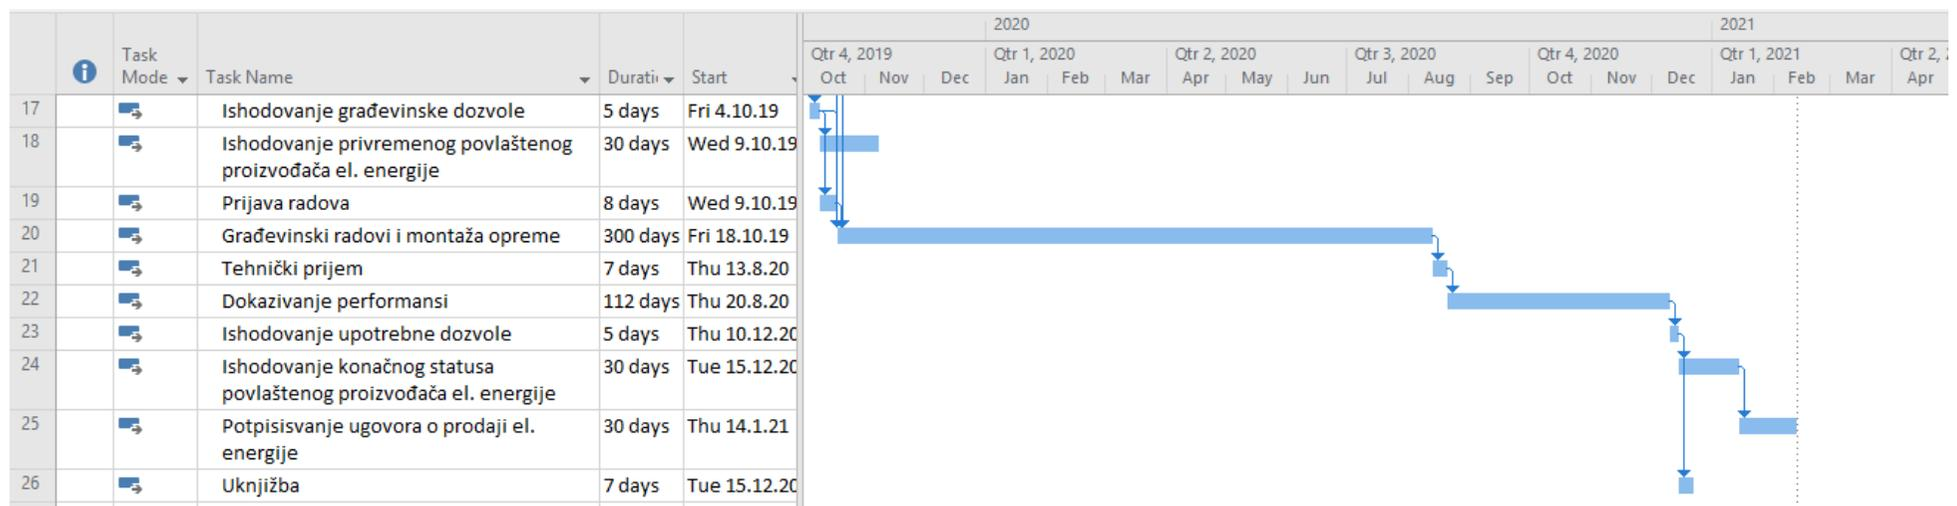 2020
2021
Qtr 4, 2019
Qtr 1, 2020
Qtr 2, 2020
Qtr 3, 2020
Qtr 4, 2020
Qtr 1, 2021
Qtr 2,
Task
Mode
Task Name
Durati
Start
Oct
Nov
Dec
Jan
Feb
Mar
Apr
May
Jun
Jul
Aug
Sep
Oct
Nov
Dec
Jan
Feb
Mar
Apr
17 Ishodovanje građevinske dozvole 5 days Fri 4.10.19
18 Ishodovanje privremenog povlaštenog 30 days Wed 9.10.19
proizvođača el. energije
19 Prijava radova 8 days Wed 9.10.19
20 Građevinski radovi i montaža opreme 300 days Fri 18.10.19
21 Tehnički prijem 7 days Thu 13.8.20
22 Dokazivanje performansi 112 days Thu 20.8.20
23 Ishodovanje upotrebne dozvole 5 days Thu 10.12.20
24 Ishodovanje konačnog statusa 30 days Tue 15.12.20
povlaštenog proizvođača el. energije
25 Potpisisvanje ugovora o prodaji el. 30 days Thu 14.1.21
energije
26 Uknjižba 7 days Tue 15.12.20